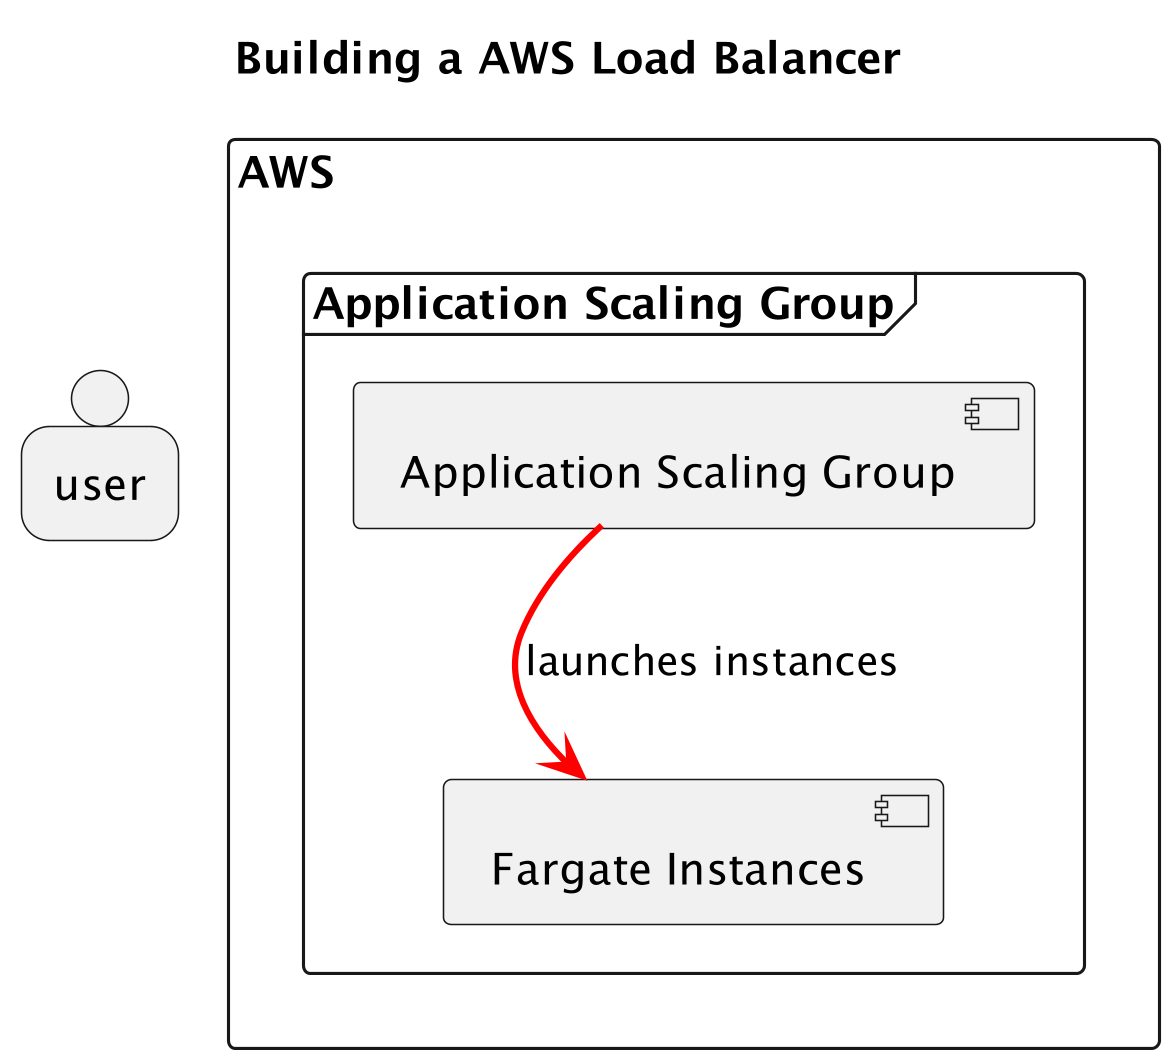 Building a AWS Load Balancer
AWS
Application Scaling Group
Application Scaling Group
user
launches instances
Fargate Instances